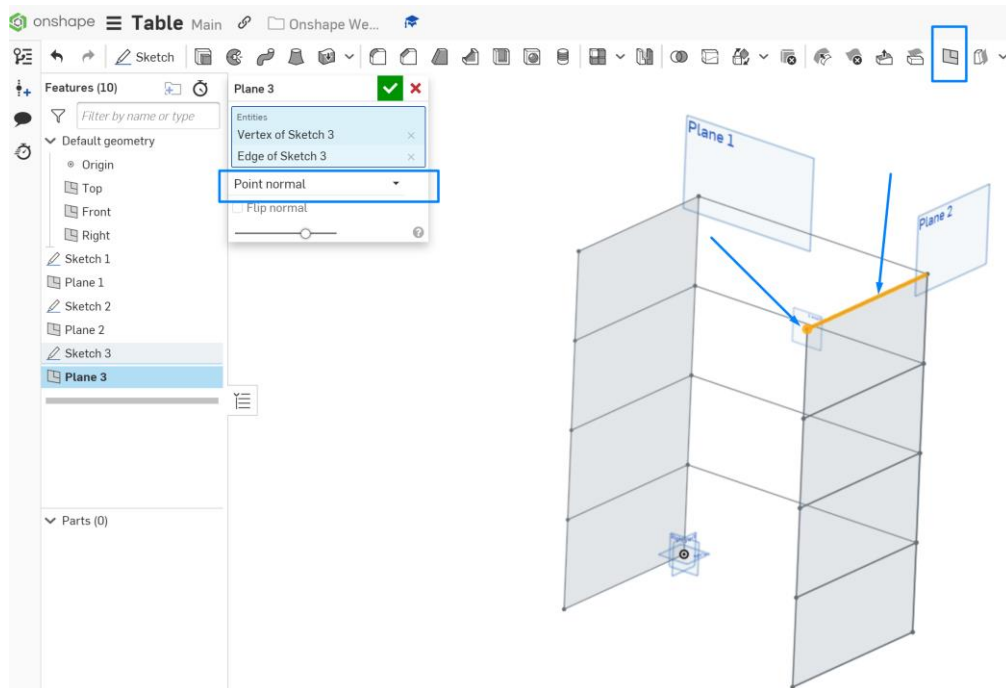 onshape Table Main Onshape We...
Sketch
Features (10)
Filter by name or type
Default geometry
Origin
Top
Front
Right
Sketch 1
Plane 1
Sketch 2
Plane 2
Sketch 3
Plane 3
Parts (0)
Plane 3
Entities
Vertex of Sketch 3
Edge of Sketch 3
Point normal
Flip normal
Plane 1
Plane 2